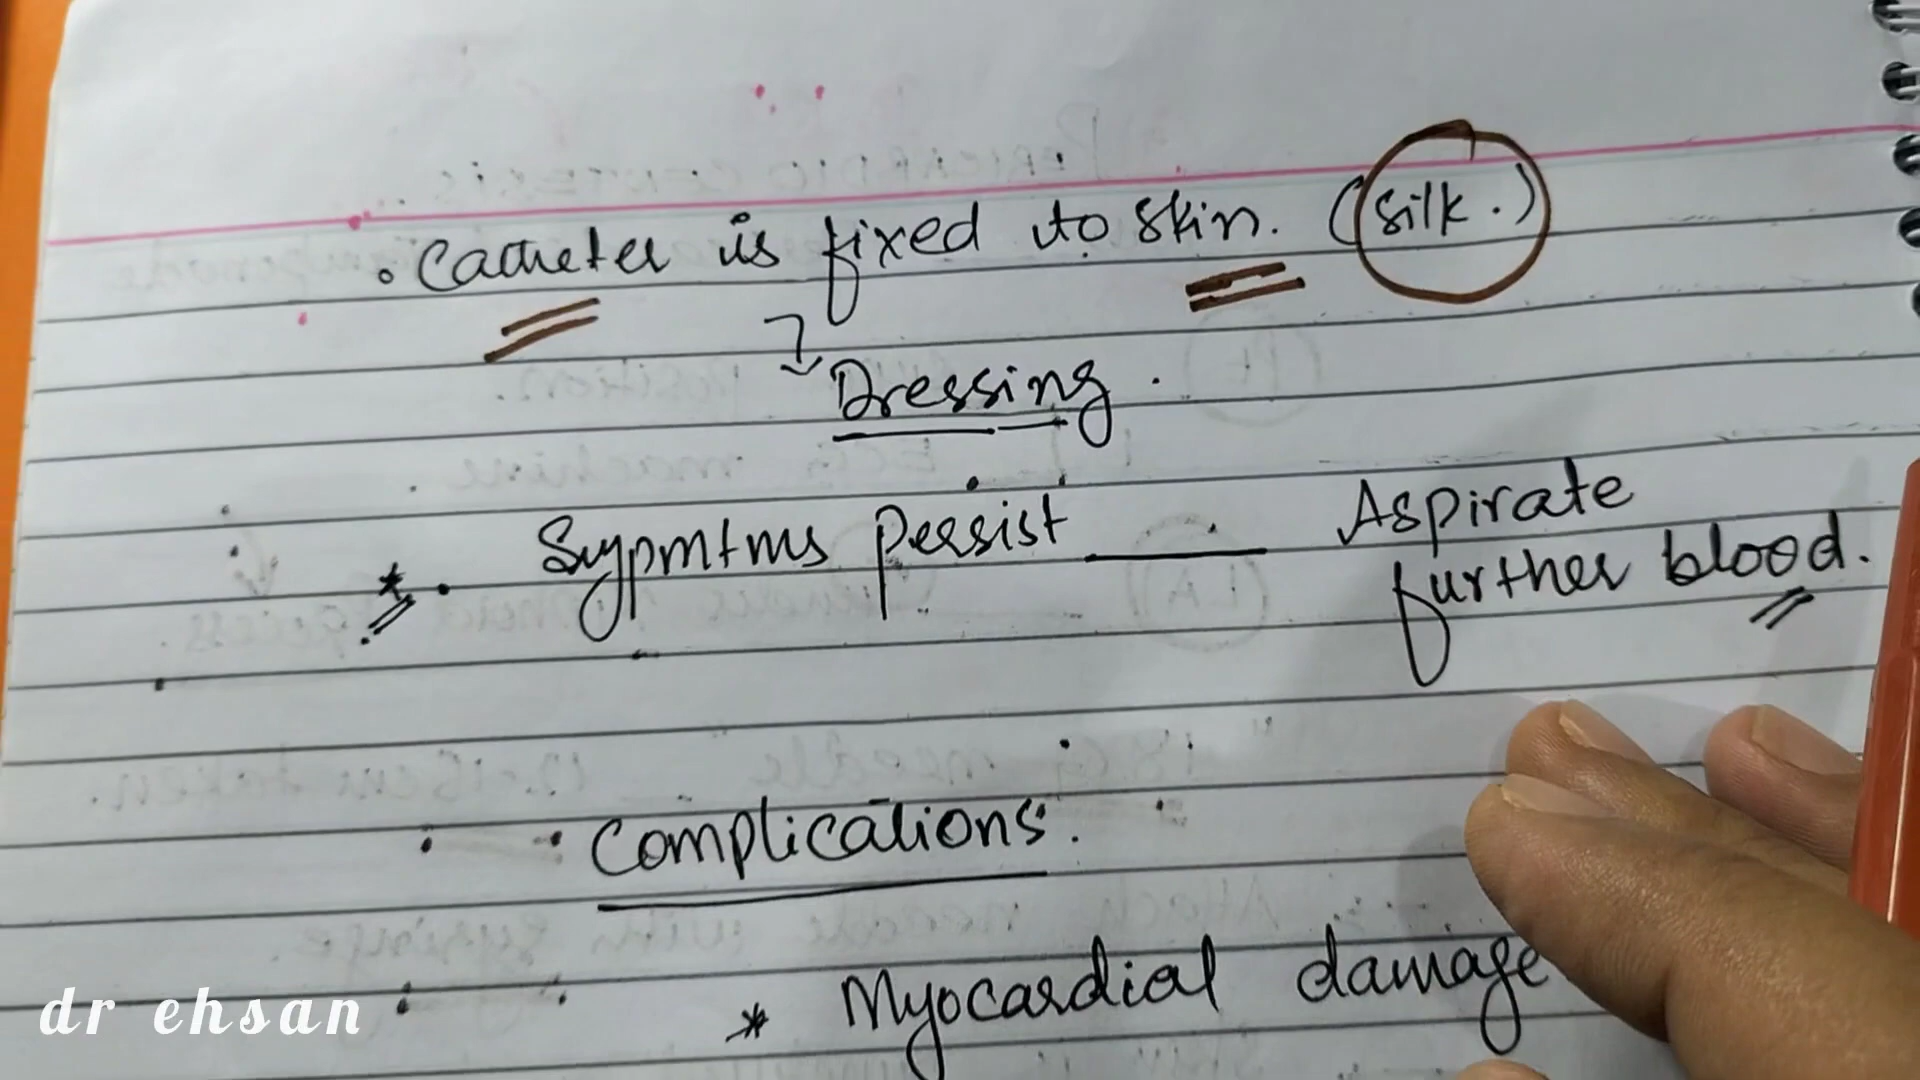 . Catheter is fixed to skin. (silk.)
Dressing .
*. Sypmtms Persist — Aspirate
further blood.
Complications.
* Myocardial damage
dr ehsan